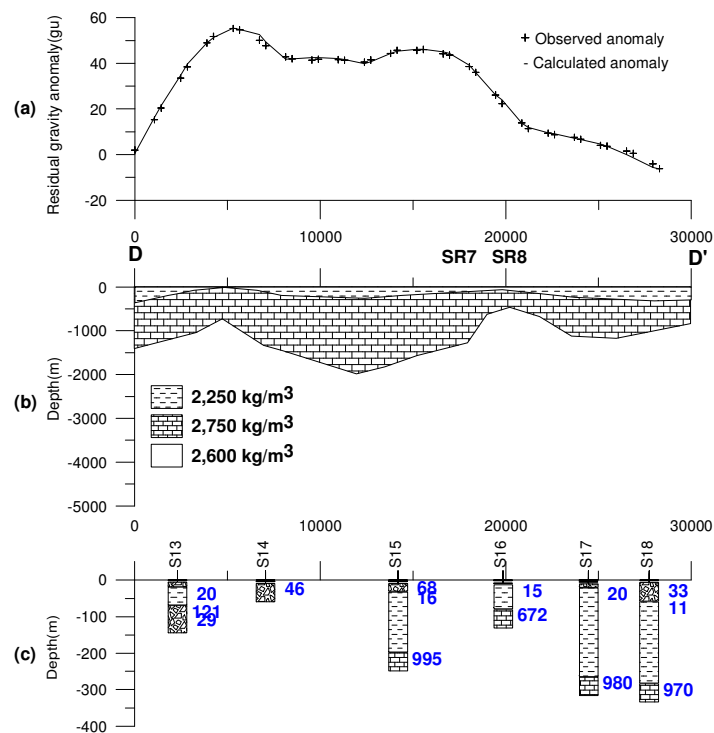 60
40
20
0
-20
Residual gravity anomaly(gu)
(a)
+ Observed anomaly
- Calculated anomaly
0 10000 20000 30000
D SR7 SR8 D'
0
-1000
-2000
-3000
-4000
-5000
Depth(m)
(b)
2,250 kg/m3
2,750 kg/m3
2,600 kg/m3
0 10000 20000 30000
S13 S14 S15 S16 S17 S18
0
-100
-200
-300
-400
Depth(m)
(c)
20
121
29
46
68
16
995
15
672
20
980
33
11
970